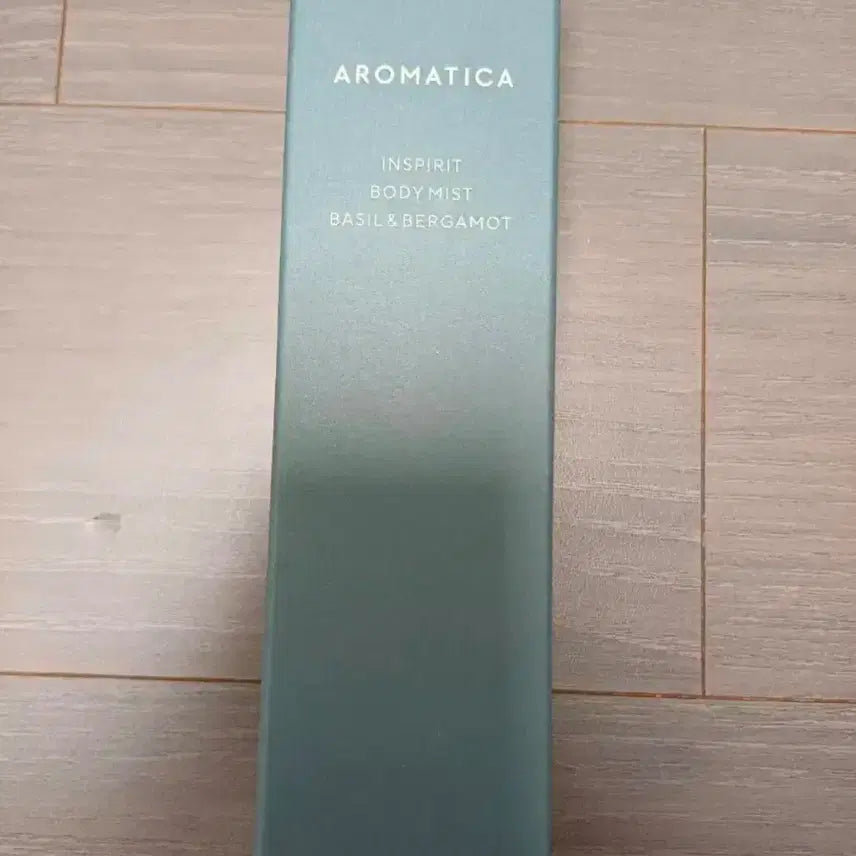 AROMATICA
INSPIRIT
BODY MIST
BASIL & BERGAMOT